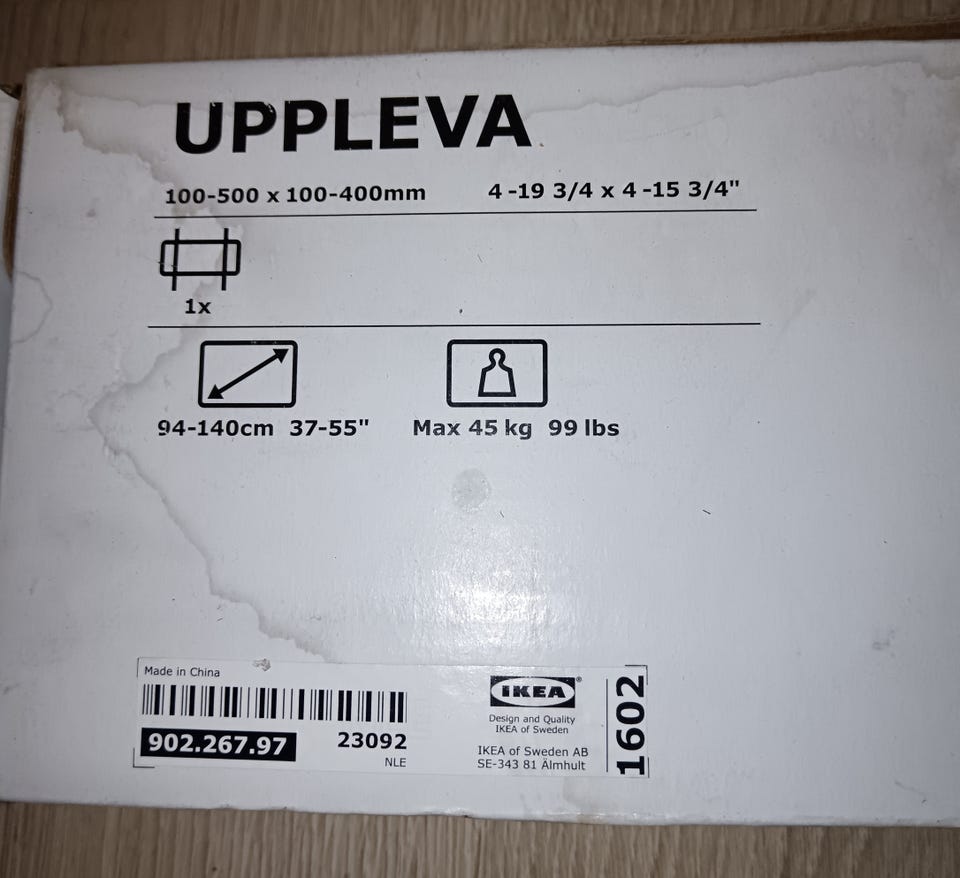 UPPLEVA
100-500 x 100-400mm 4-19 3/4 x 4-15 3/4"
1x
94-140cm 37-55" Max 45 kg 99 lbs
Made in China
902.267.97 23092
NLE
IKEA®
Design and Quality
IKEA of Sweden
IKEA of Sweden AB
SE-343 81 Älmhult
1602